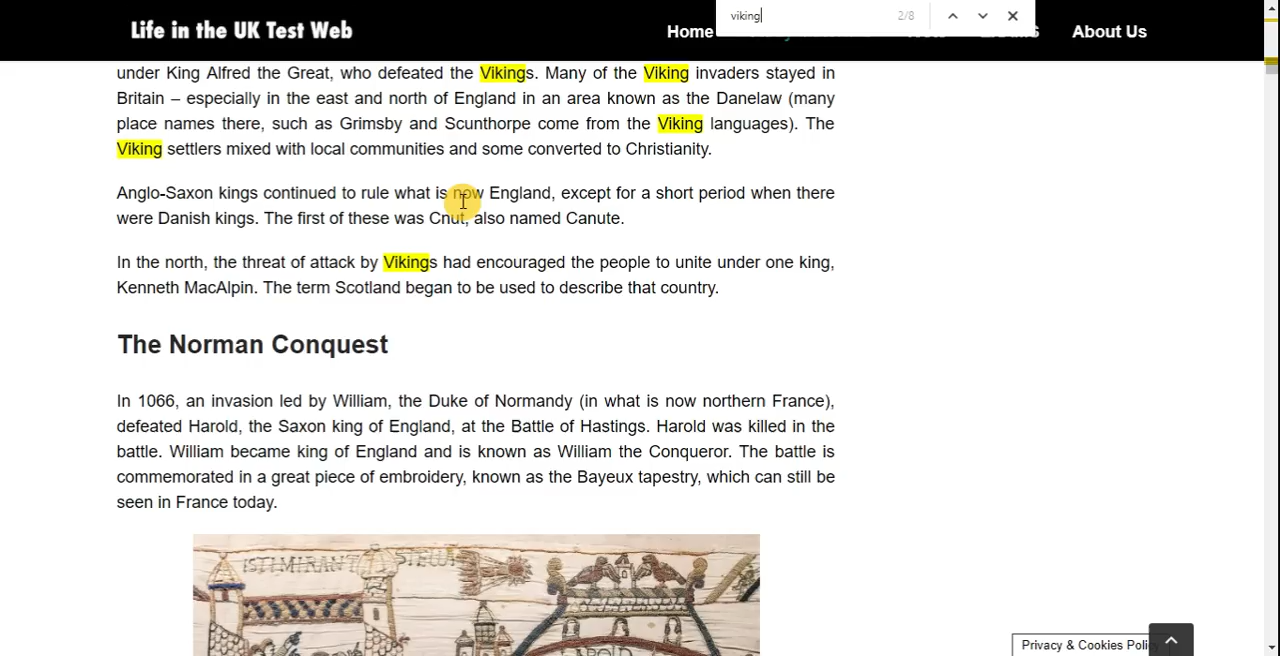 Life in the UK Test Web
Home
About Us
viking
2/8
under King Alfred the Great, who defeated the Vikings. Many of the Viking invaders stayed in
Britain – especially in the east and north of England in an area known as the Danelaw (many
place names there, such as Grimsby and Scunthorpe come from the Viking languages). The
Viking settlers mixed with local communities and some converted to Christianity.
Anglo-Saxon kings continued to rule what is now England, except for a short period when there
were Danish kings. The first of these was Cnut, also named Canute.
In the north, the threat of attack by Vikings had encouraged the people to unite under one king,
Kenneth MacAlpin. The term Scotland began to be used to describe that country.
The Norman Conquest
In 1066, an invasion led by William, the Duke of Normandy (in what is now northern France),
defeated Harold, the Saxon king of England, at the Battle of Hastings. Harold was killed in the
battle. William became king of England and is known as William the Conqueror. The battle is
commemorated in a great piece of embroidery, known as the Bayeux tapestry, which can still be
seen in France today.
ISTI MIRANT STELLA
Privacy & Cookies Poli